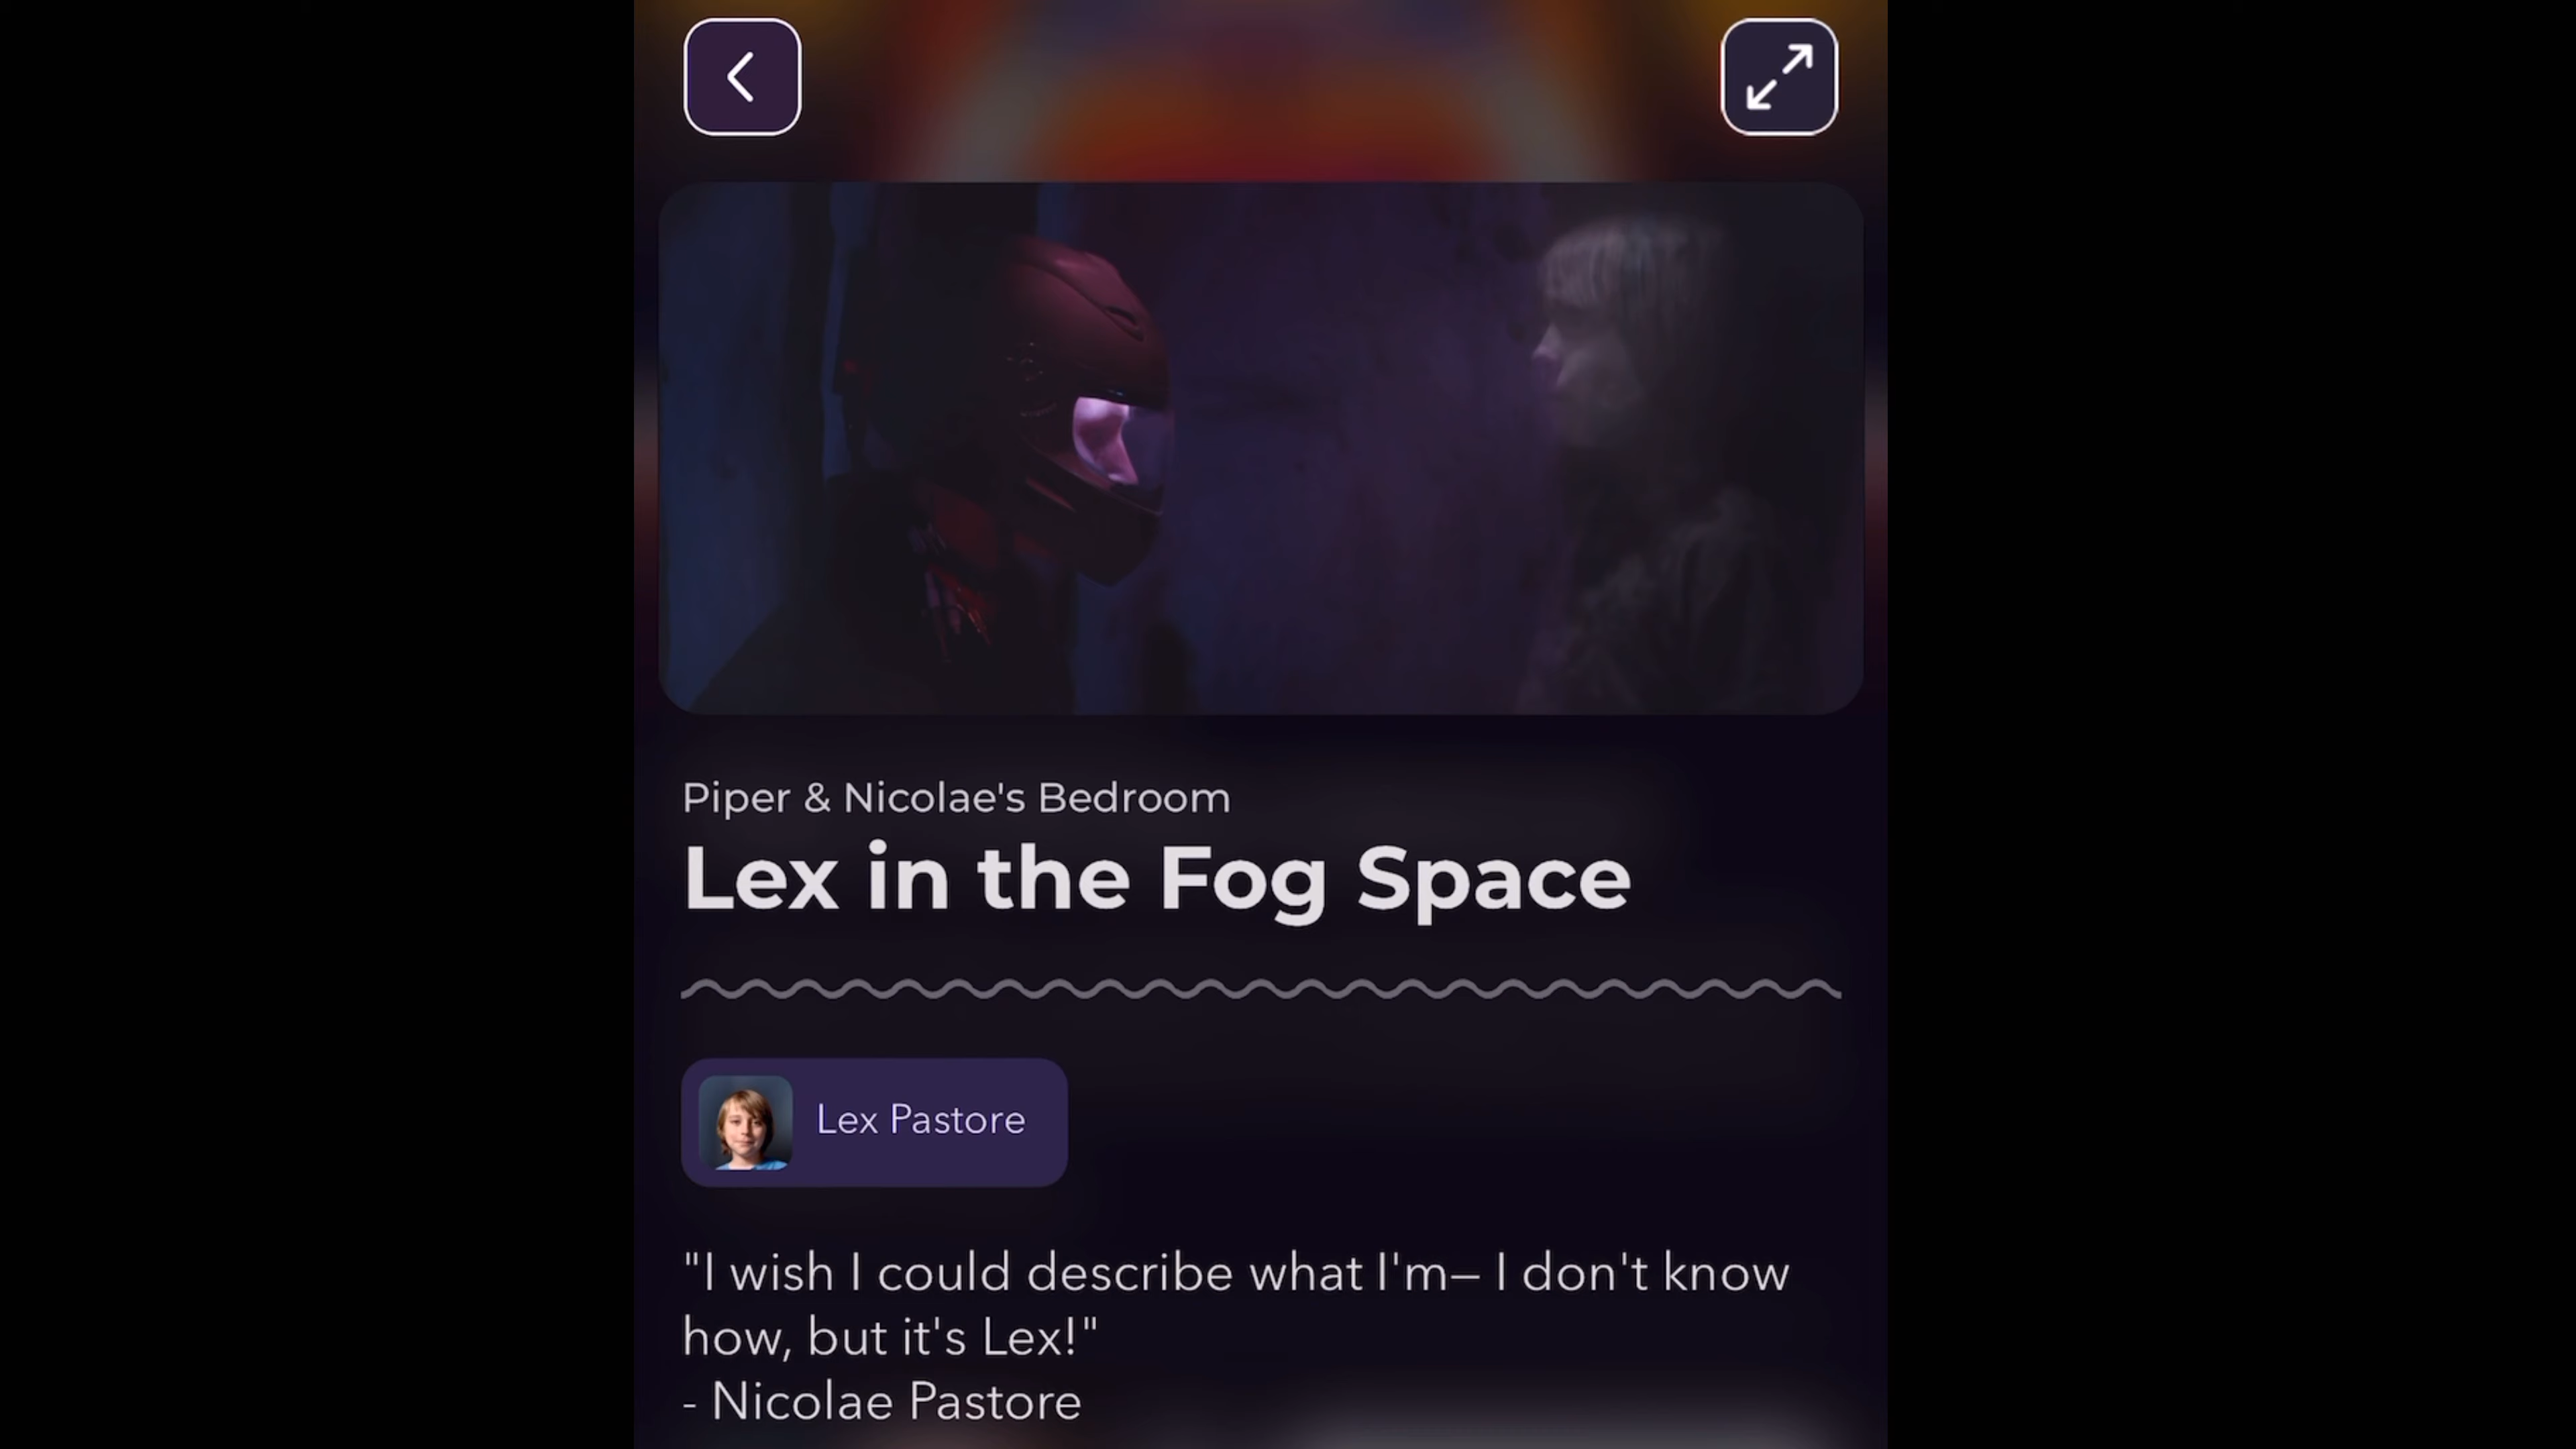 Piper & Nicolae's Bedroom
Lex in the Fog Space
Lex Pastore
"I wish I could describe what I'm– I don't know
how, but it's Lex!"
- Nicolae Pastore